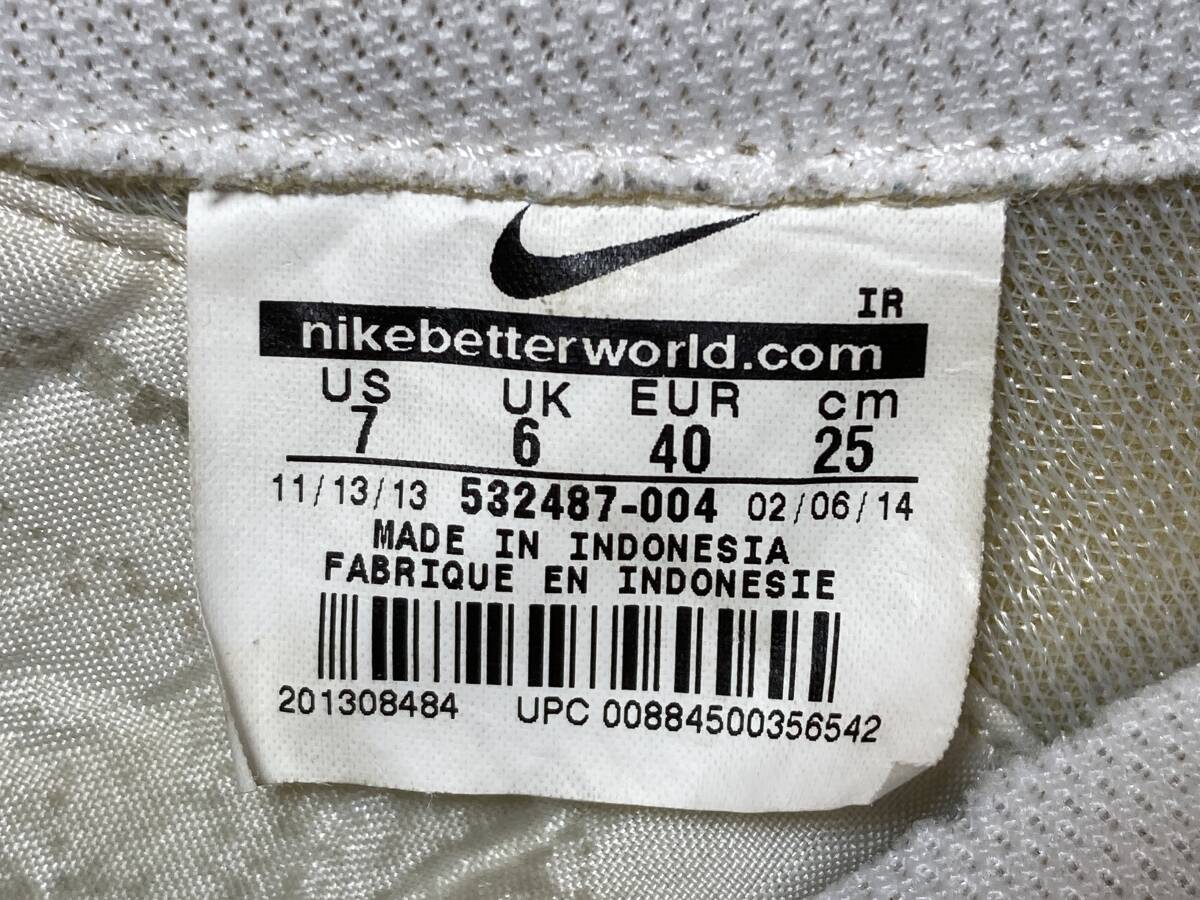 IR
nikebetterworld.com
US UK EUR cm
7 6 40 25
11/13/13 532487-004 02/06/14
MADE IN INDONESIA
FABRIQUE EN INDONESIE
201308484 UPC 00884500356542